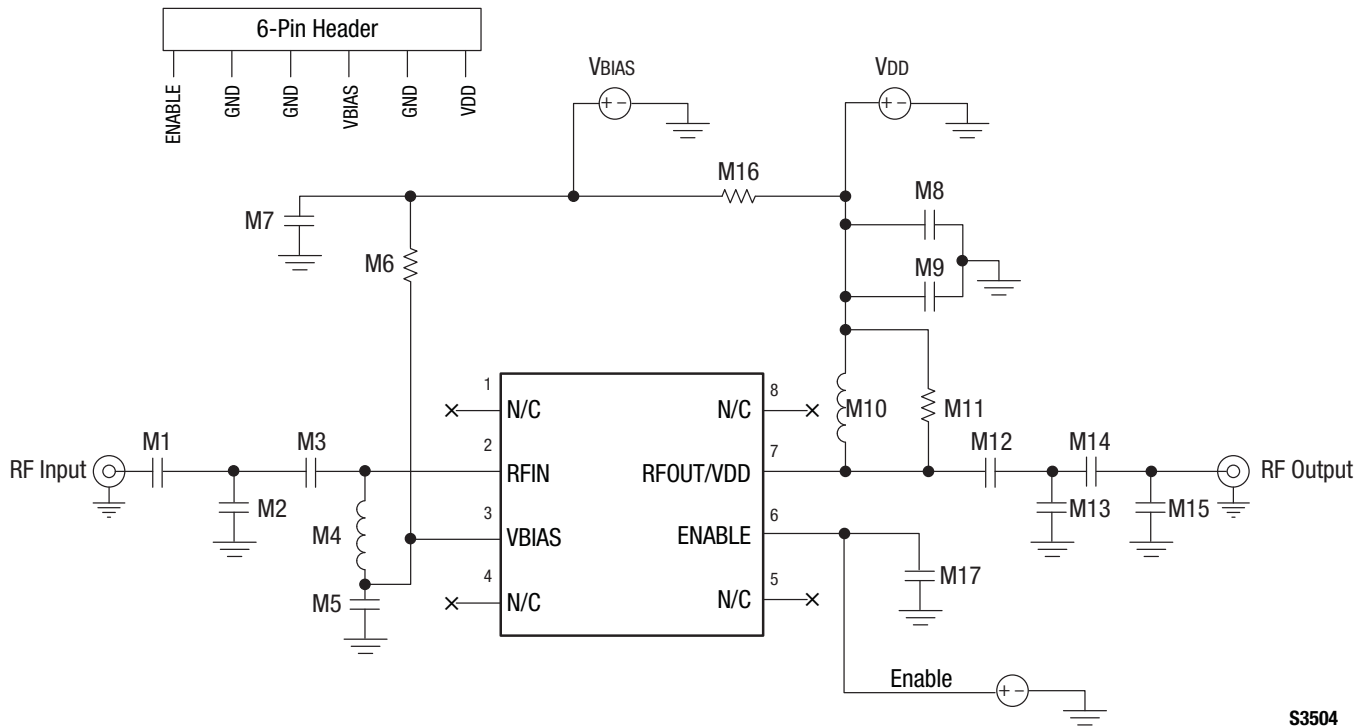 6-Pin Header
ENABLE
GND
GND
VBIAS
GND
VDD
VBIAS
VDD
M16
M8
M7
M6
M9
1
N/C
8
N/C
M10
M11
RF Input
M1
M3
2
RFIN
7
RFOUT/VDD
M12
M14
RF Output
M2
M4
3
VBIAS
6
ENABLE
M13
M15
M5
4
N/C
5
N/C
M17
Enable
S3504